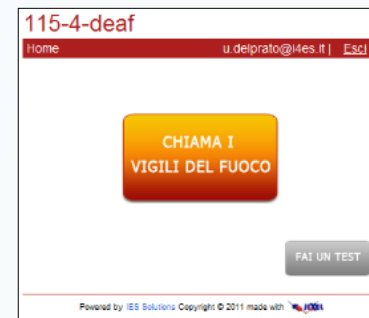 115-4-deaf
Home u.delprato@i4es.it | Esci
CHIAMA I
VIGILI DEL FUOCO
FAI UN TEST
Powered by IES Solutions Copyright © 2011 made with